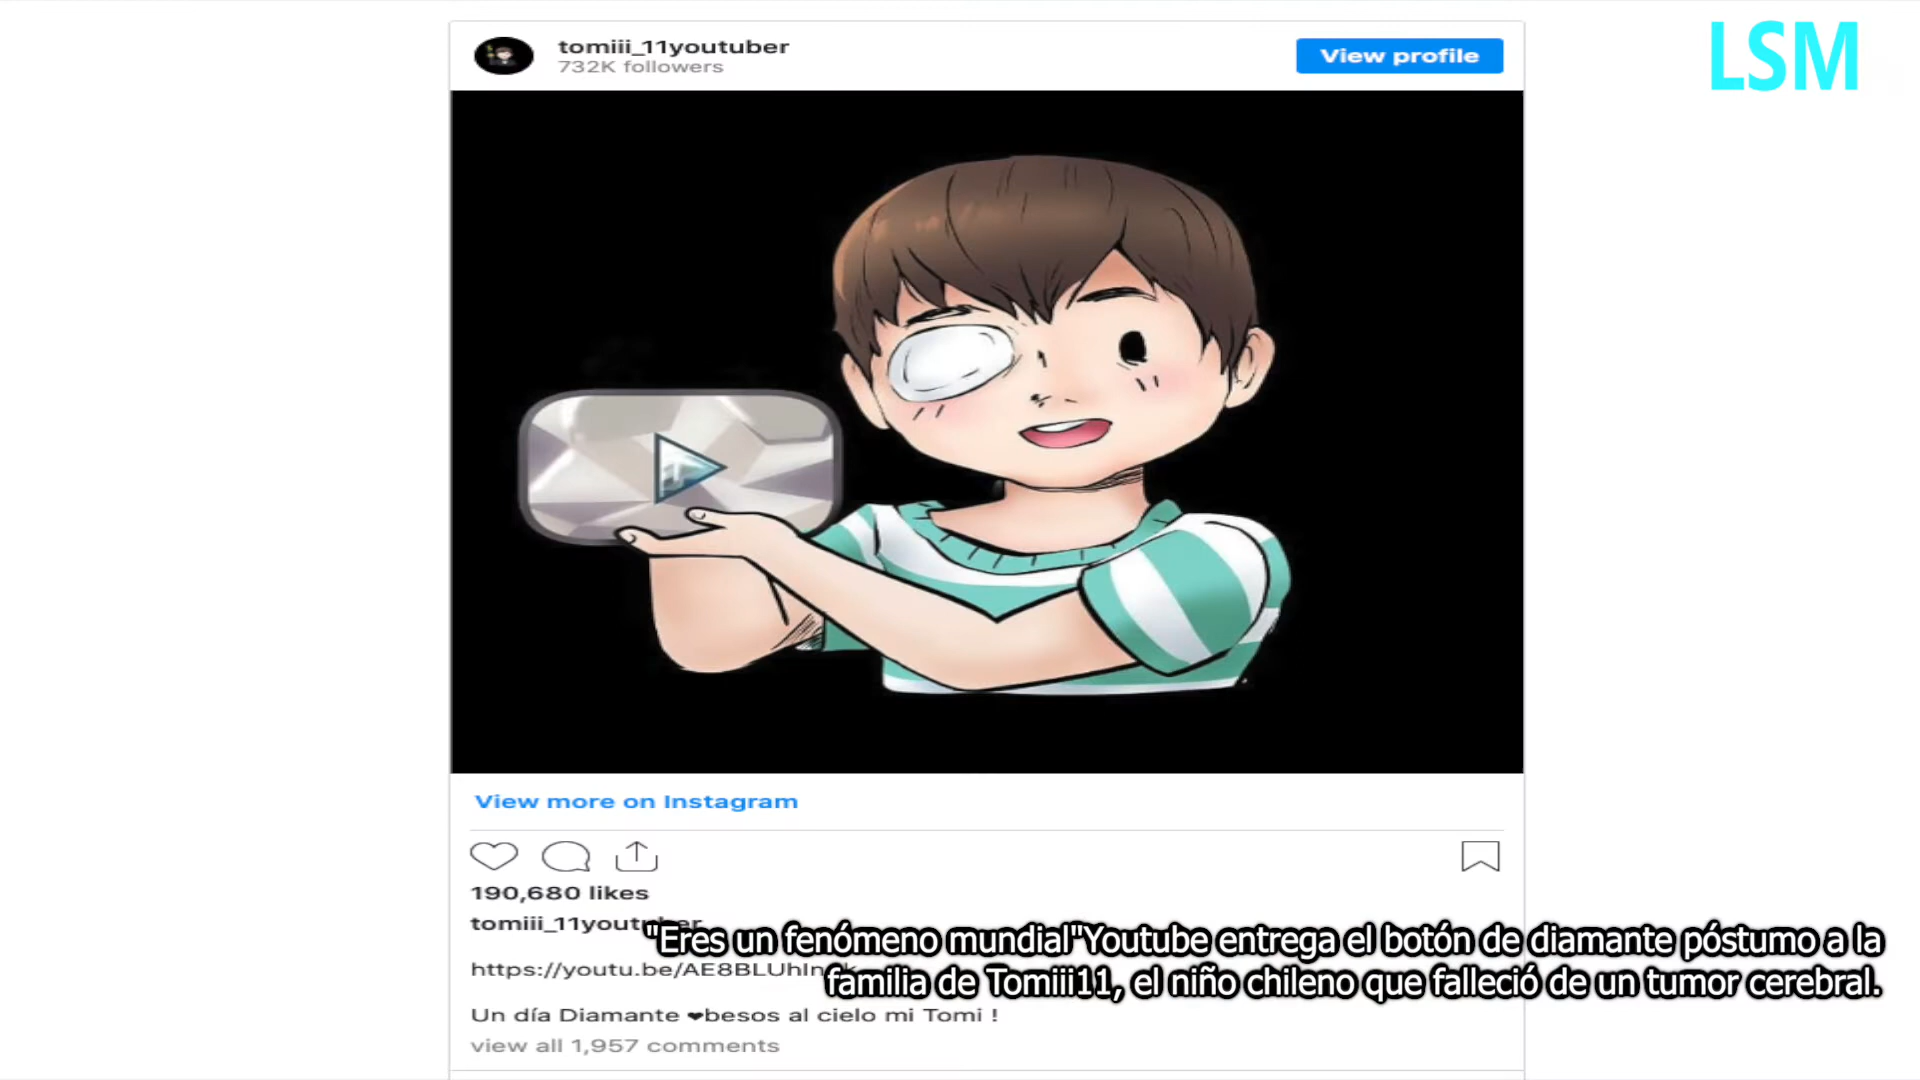 tomiii_11youtuber
732K followers
View profile
LSM
View more on Instagram
190,680 likes
"Eres un fenómeno mundial"Youtube entrega el botón de diamante póstumo a la
familia de Tomiii11, el niño chileno que falleció de un tumor cerebral.
tomiii_11youtuber
Un día Diamante ❤besos al cielo mi Tomi !
view all 1,957 comments